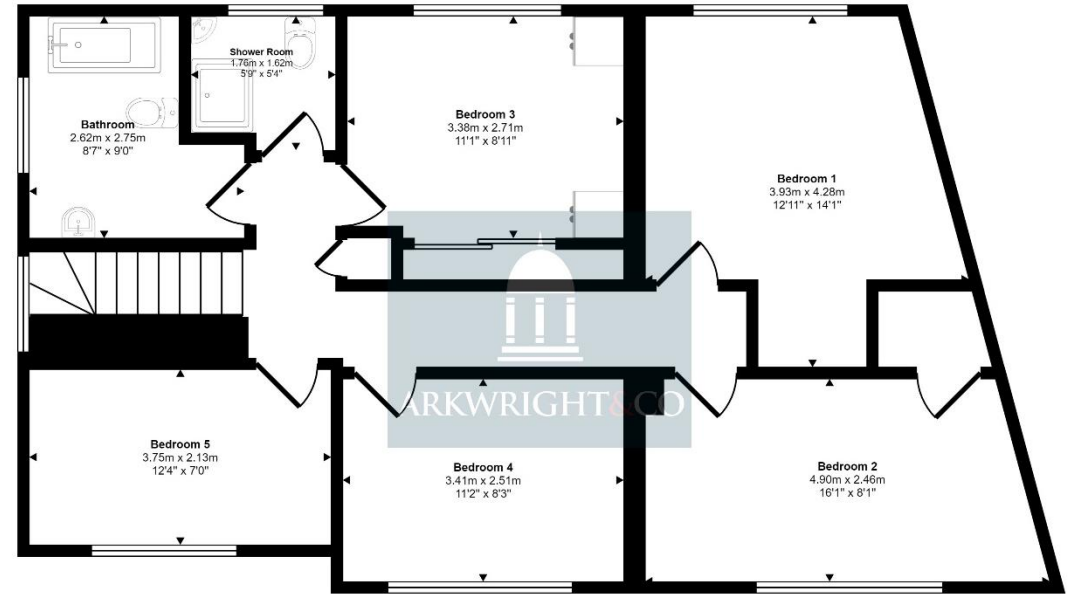 Shower Room
1.76m x 1.62m
5'9" x 5'4"
Bathroom
2.62m x 2.75m
8'7" x 9'0"
Bedroom 3
3.38m x 2.71m
11'1" x 8'11"
Bedroom 1
3.93m x 4.28m
12'11" x 14'1"
ARKWRIGHT&CO
Bedroom 5
3.75m x 2.13m
12'4" x 7'0"
Bedroom 4
3.41m x 2.51m
11'2" x 8'3"
Bedroom 2
4.90m x 2.46m
16'1" x 8'1"